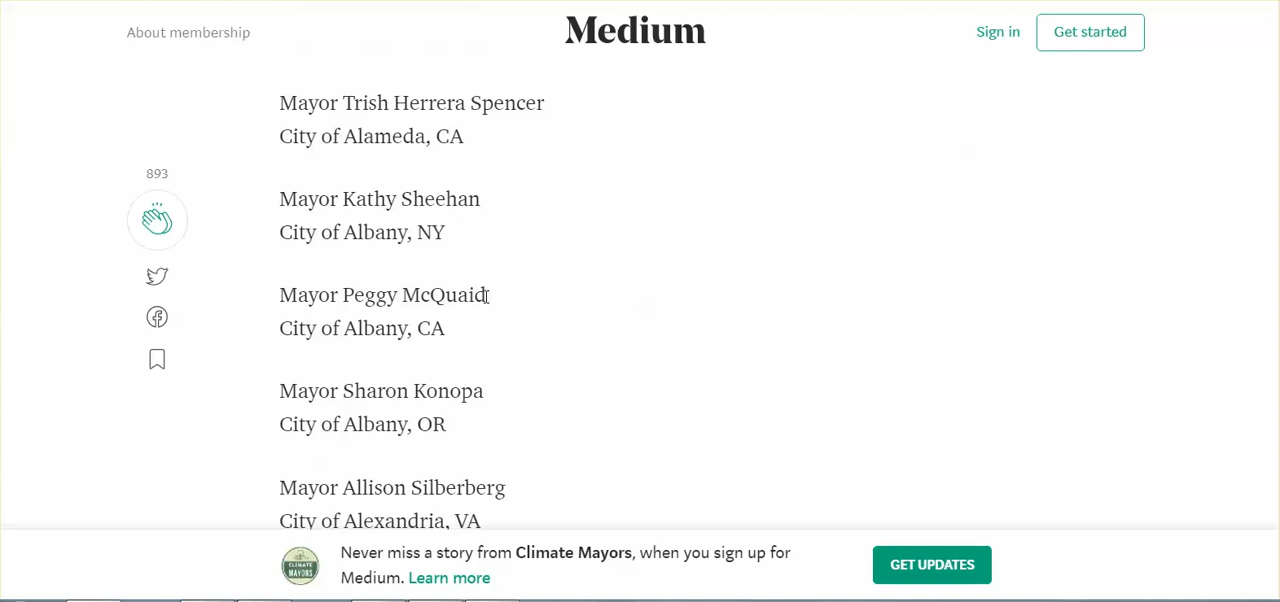 About membership
Medium
Sign in
Get started
Mayor Trish Herrera Spencer
City of Alameda, CA
893
Mayor Kathy Sheehan
City of Albany, NY
Mayor Peggy McQuaid
City of Albany, CA
Mayor Sharon Konopa
City of Albany, OR
Mayor Allison Silberberg
City of Alexandria, VA
CLIMATE
MAYORS
Never miss a story from Climate Mayors, when you sign up for
Medium. Learn more
GET UPDATES